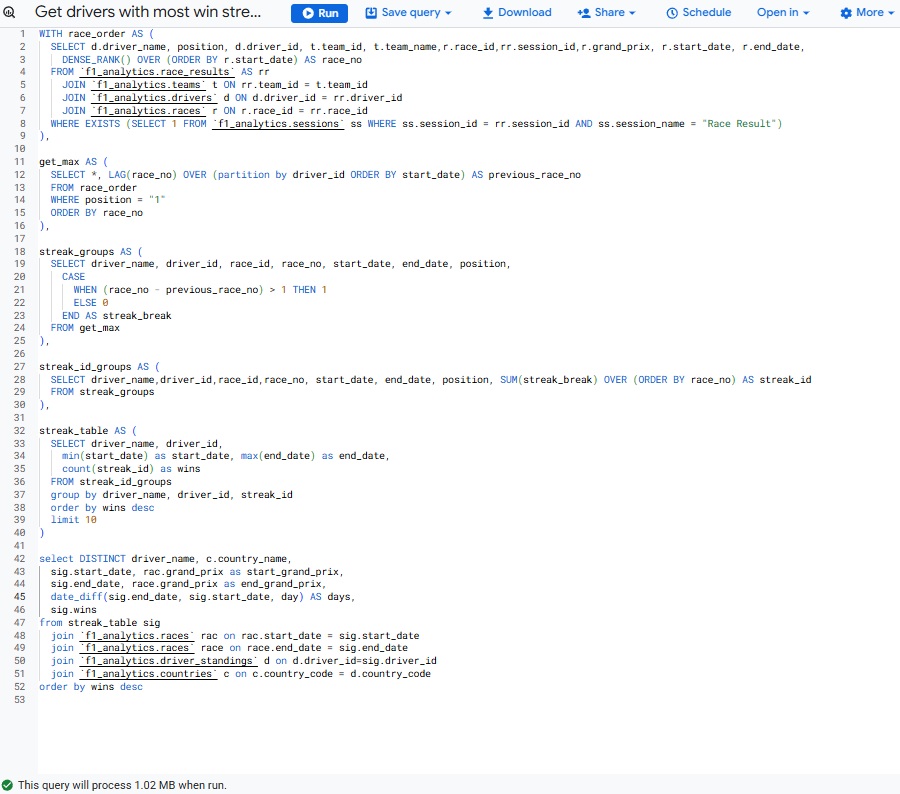 Get drivers with most win stre... Run Save query Download Share Schedule Open in More
1 WITH race_order AS (
2 SELECT d.driver_name, position, d.driver_id, t.team_id, t.team_name,r.race_id,rr.session_id,r.grand_prix, r.start_date, r.end_date,
3 DENSE_RANK() OVER (ORDER BY r.start_date) AS race_no
4 FROM `f1_analytics.race_results` AS rr
5 JOIN `f1_analytics.teams` t ON rr.team_id = t.team_id
6 JOIN `f1_analytics.drivers` d ON d.driver_id = rr.driver_id
7 JOIN `f1_analytics.races` r ON r.race_id = rr.race_id
8 WHERE EXISTS (SELECT 1 FROM `f1_analytics.sessions` ss WHERE ss.session_id = rr.session_id AND ss.session_name = "Race Result")
9 ),
10
11 get_max AS (
12 SELECT *, LAG(race_no) OVER (partition by driver_id ORDER BY start_date) AS previous_race_no
13 FROM race_order
14 WHERE position = "1"
15 ORDER BY race_no
16 ),
17
18 streak_groups AS (
19 SELECT driver_name, driver_id, race_id, race_no, start_date, end_date, position,
20 CASE
21 WHEN (race_no - previous_race_no) > 1 THEN 1
22 ELSE 0
23 END AS streak_break
24 FROM get_max
25 ),
26
27 streak_id_groups AS (
28 SELECT driver_name,driver_id,race_id,race_no, start_date, end_date, position, SUM(streak_break) OVER (ORDER BY race_no) AS streak_id
29 FROM streak_groups
30 ),
31
32 streak_table AS (
33 SELECT driver_name, driver_id,
34 min(start_date) as start_date, max(end_date) as end_date,
35 count(streak_id) as wins
36 FROM streak_id_groups
37 group by driver_name, driver_id, streak_id
38 order by wins desc
39 limit 10
40 )
41
42 select DISTINCT driver_name, c.country_name,
43 sig.start_date, rac.grand_prix as start_grand_prix,
44 sig.end_date, race.grand_prix as end_grand_prix,
45 date_diff(sig.end_date, sig.start_date, day) AS days,
46 sig.wins
47 from streak_table sig
48 join `f1_analytics.races` rac on rac.start_date = sig.start_date
49 join `f1_analytics.races` race on race.end_date = sig.end_date
50 join `f1_analytics.driver_standings` d on d.driver_id=sig.driver_id
51 join `f1_analytics.countries` c on c.country_code = d.country_code
52 order by wins desc
53
This query will process 1.02 MB when run.